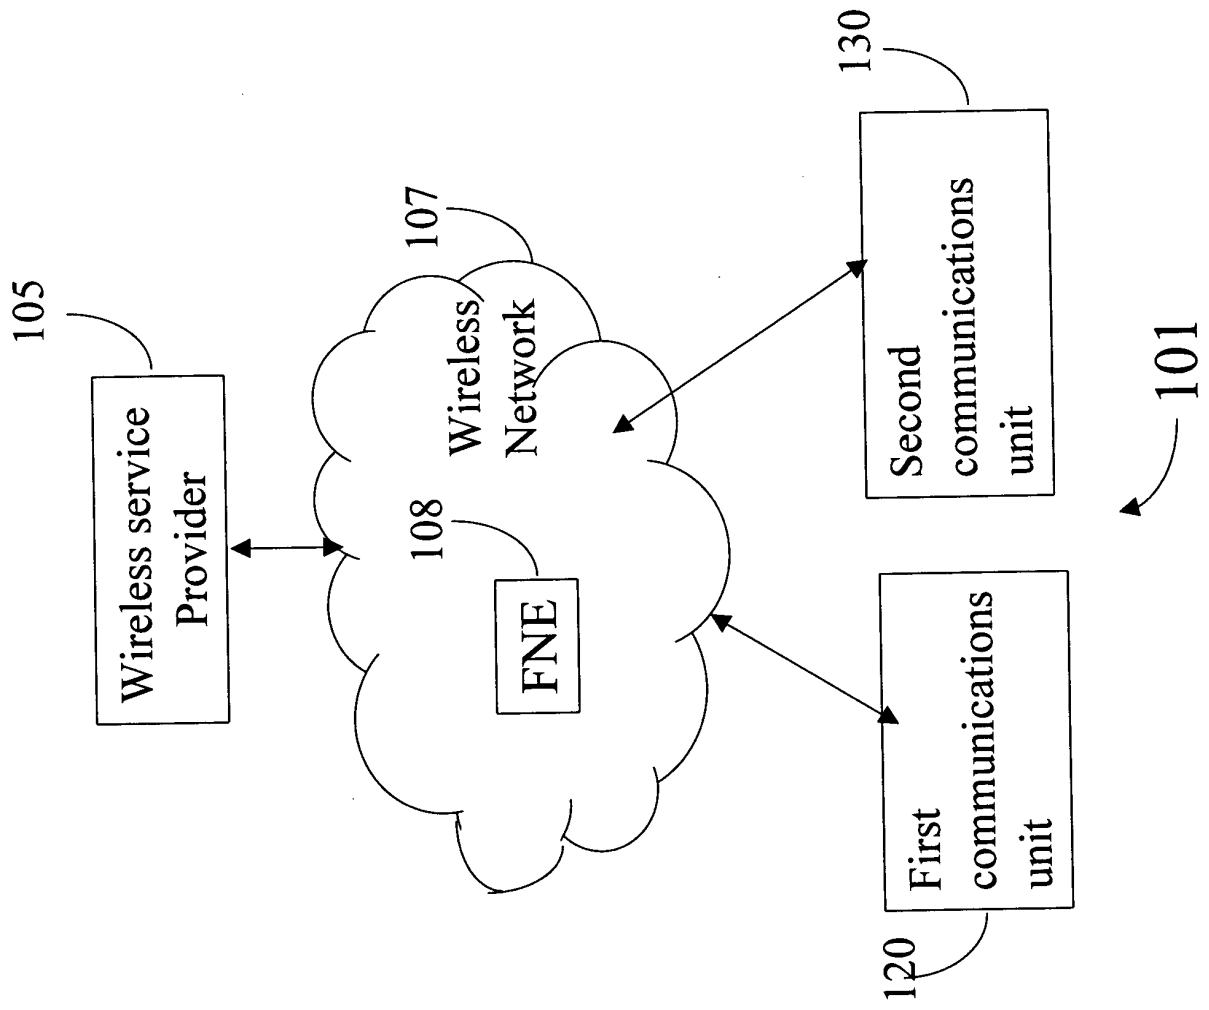 105
Wireless service
Provider
107
Wireless
Network
108
FNE
130
Second
communications
unit
120
First
communications
unit
101